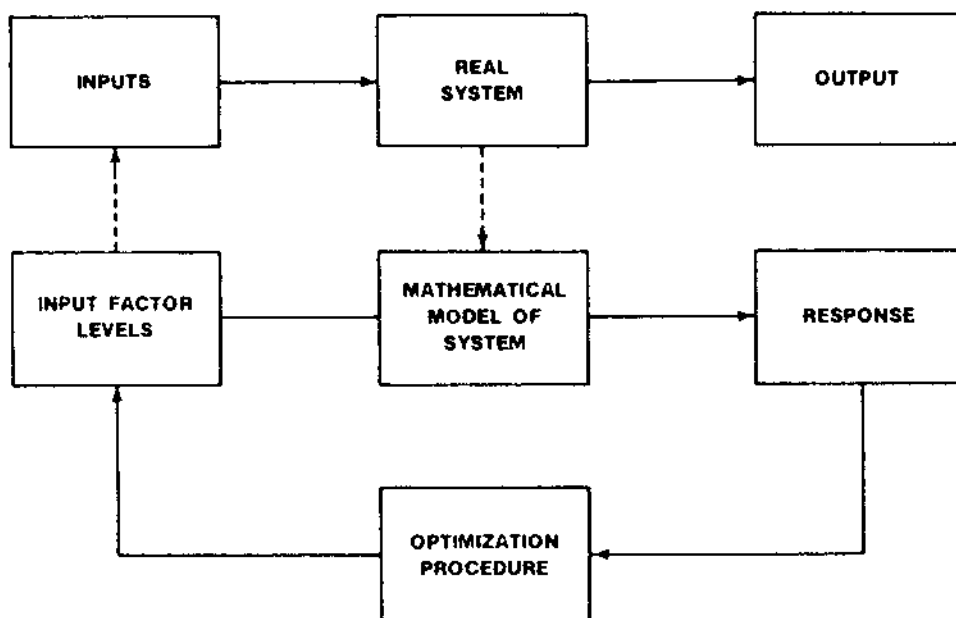 INPUTS
REAL
SYSTEM
OUTPUT
INPUT FACTOR
LEVELS
MATHEMATICAL
MODEL OF
SYSTEM
RESPONSE
OPTIMIZATION
PROCEDURE